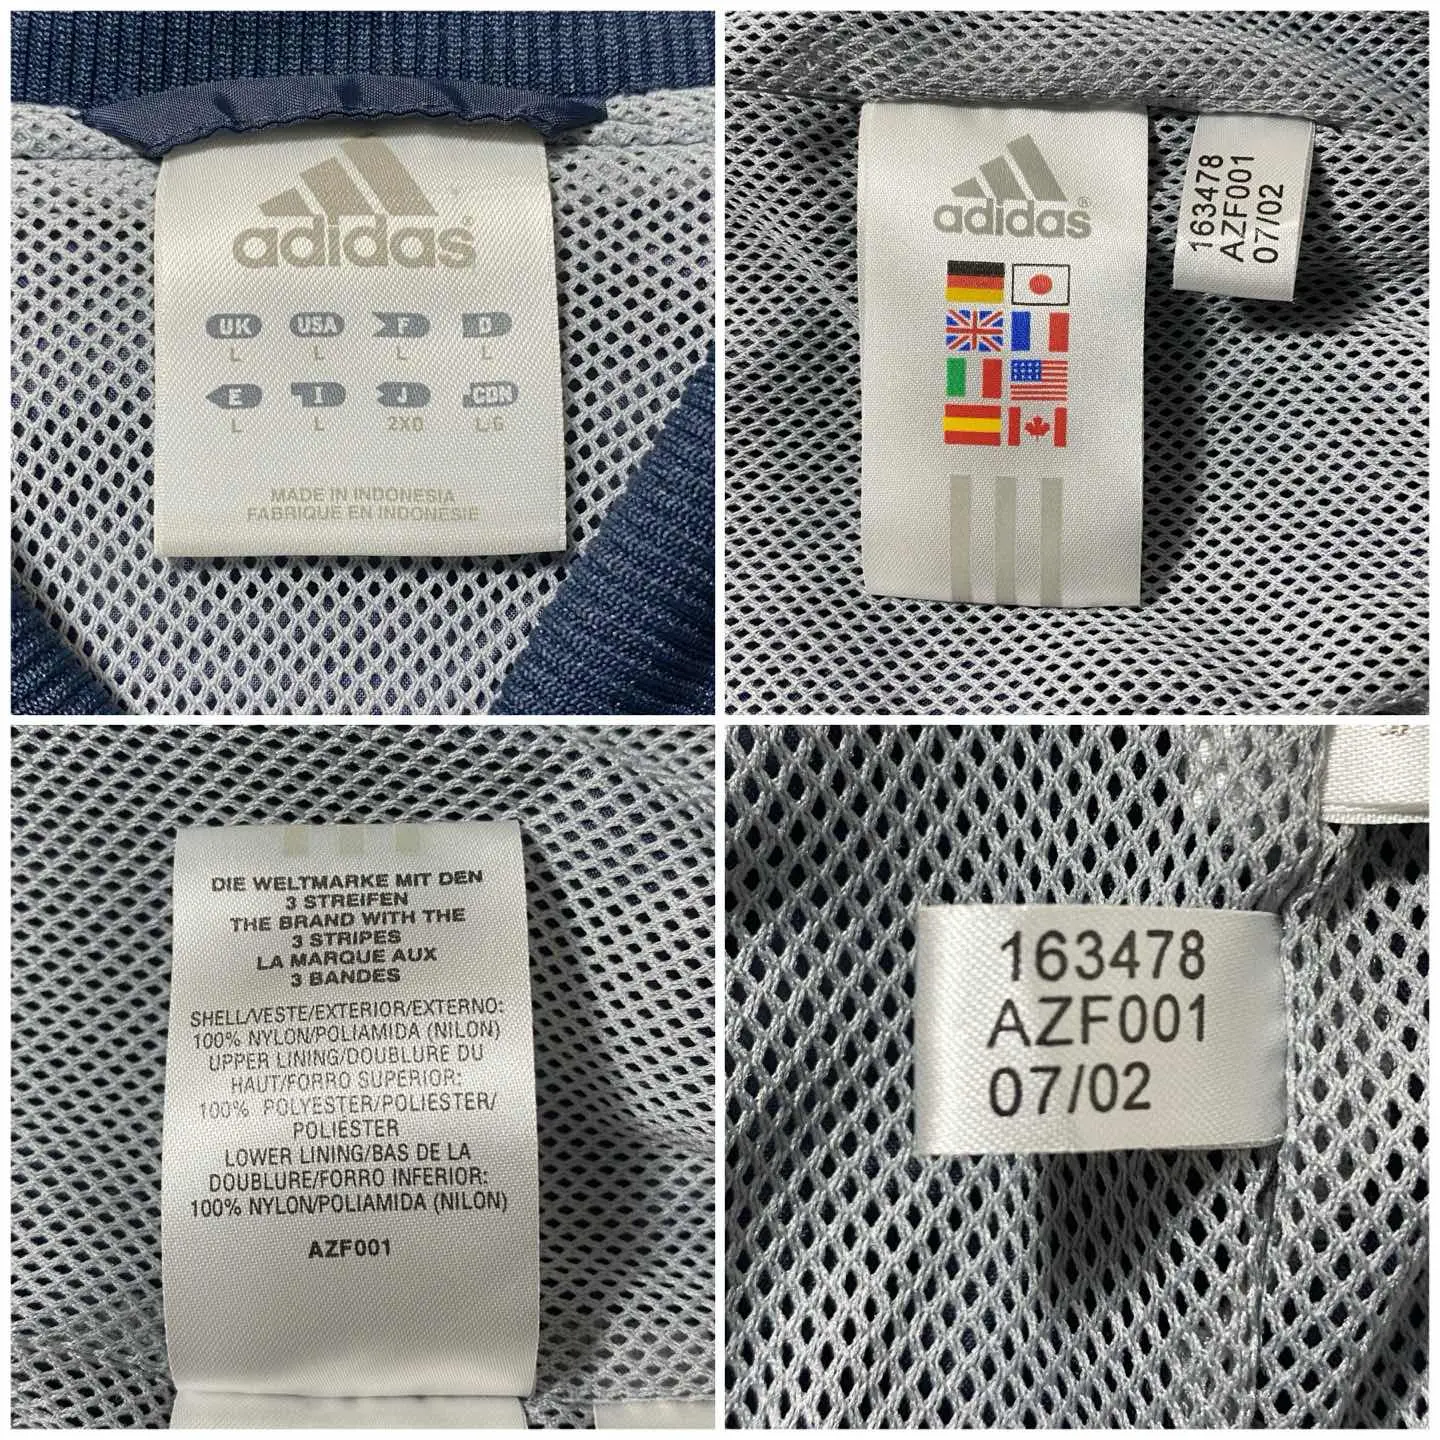 adidas®
UK USA F D
L L L L
E I J CDN
L L 2XO L/G
MADE IN INDONESIA
FABRIQUE EN INDONESIE
adidas®
163478
AZF001
07/02
DIE WELTMARKE MIT DEN
3 STREIFEN
THE BRAND WITH THE
3 STRIPES
LA MARQUE AUX
3 BANDES
SHELL/VESTE/EXTERIOR/EXTERNO:
100% NYLON/POLIAMIDA (NILON)
UPPER LINING/DOUBLURE DU
HAUT/FORRO SUPERIOR:
100% POLYESTER/POLIESTER/
POLIESTER
LOWER LINING/BAS DE LA
DOUBLURE/FORRO INFERIOR:
100% NYLON/POLIAMIDA (NILON)
AZF001
163478
AZF001
07/02